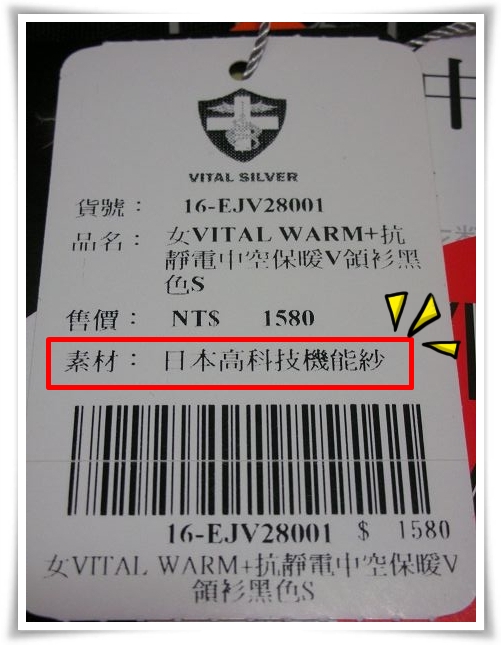 VITAL SILVER
貨號： 16-EJV28001
品名： 女VITAL WARM+抗
靜電中空保暖V領衫黑
色S
售價： NT$ 1580
素材： 日本高科技機能紗
16-EJV28001 $ 1580
女VITAL WARM+抗靜電中空保暖V
領衫黑色S
中